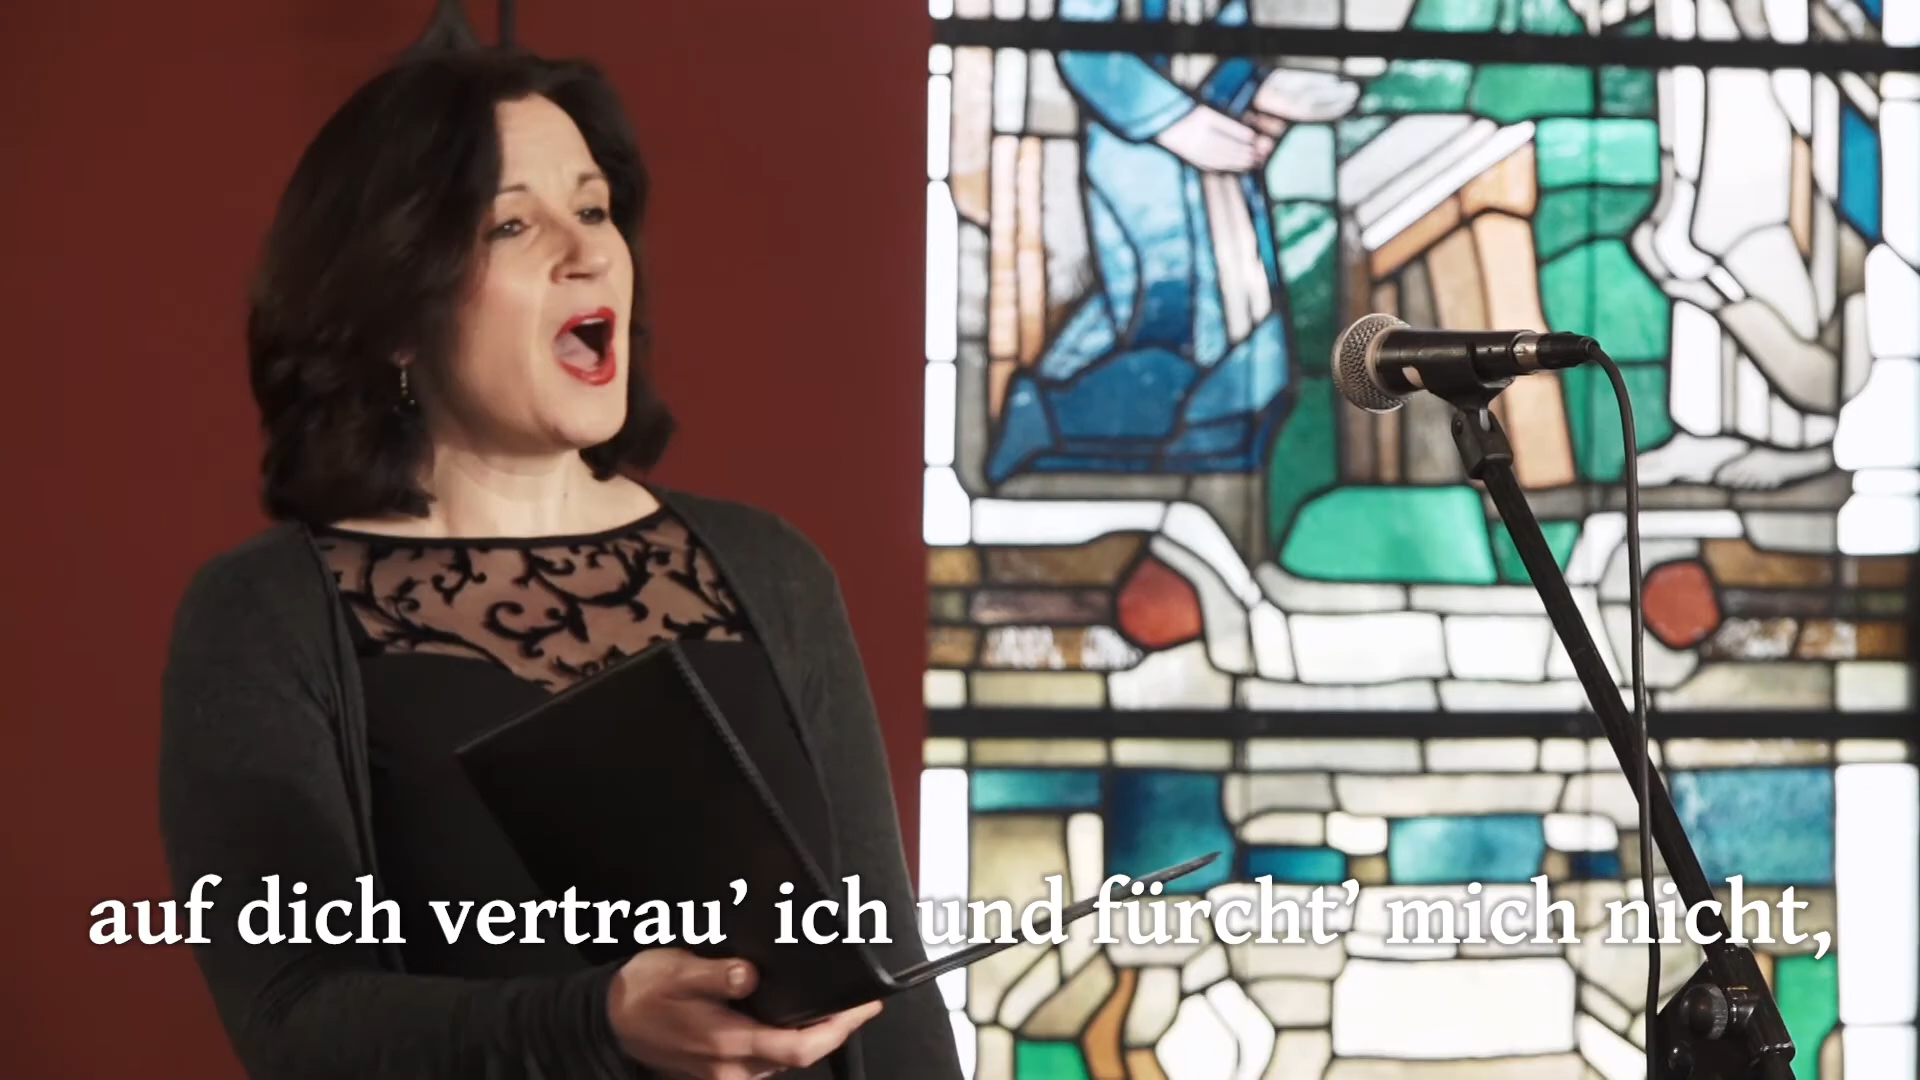 auf dich vertrau’ ich und fürcht’ mich nicht,